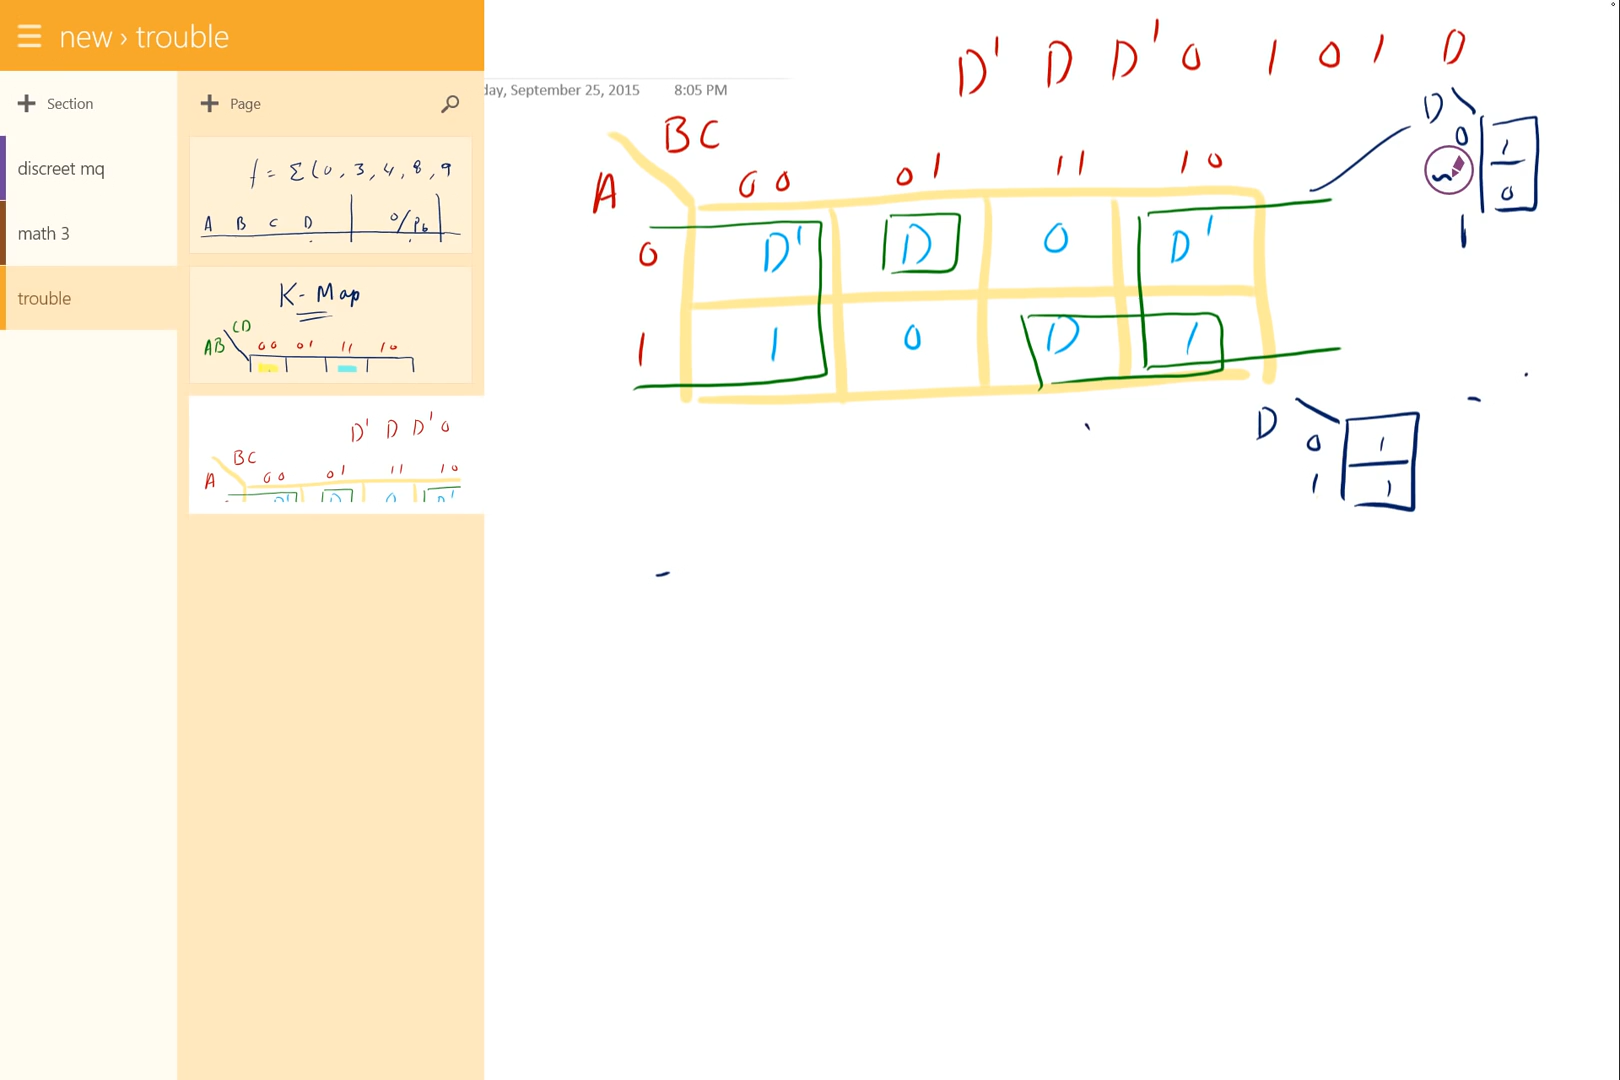 new › trouble
+ Section
discreet mq
math 3
trouble
+ Page
f = Σ(0, 3, 4, 8, 9
A B C D O/P
K-Map
CD
AB 00 01 11 10
D' D D' 0
BC
A 00 01 11 10
D' D 0 D'
day, September 25, 2015 8:05 PM
D' D D' 0 1 0 1 D
BC
A 00 01 11 10
0 D' D 0 D'
1 1 0 D 1
D
0 1
1 0
D
0 1
1 1